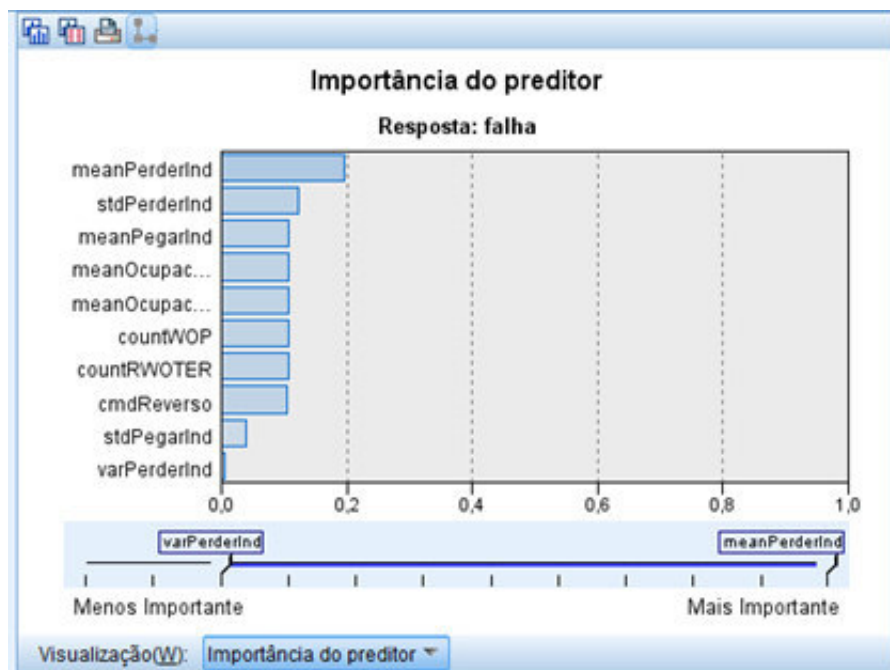 Importância do preditor
Resposta: falha
meanPerderInd
stdPerderInd
meanPegarInd
meanOcupac...
meanOcupac...
countWOP
countRWOTER
cmdReverso
stdPegarInd
varPerderInd
0,0 0,2 0,4 0,6 0,8 1,0
varPerderInd meanPerderInd
Menos Importante Mais Importante
Visualização(W): Importância do preditor